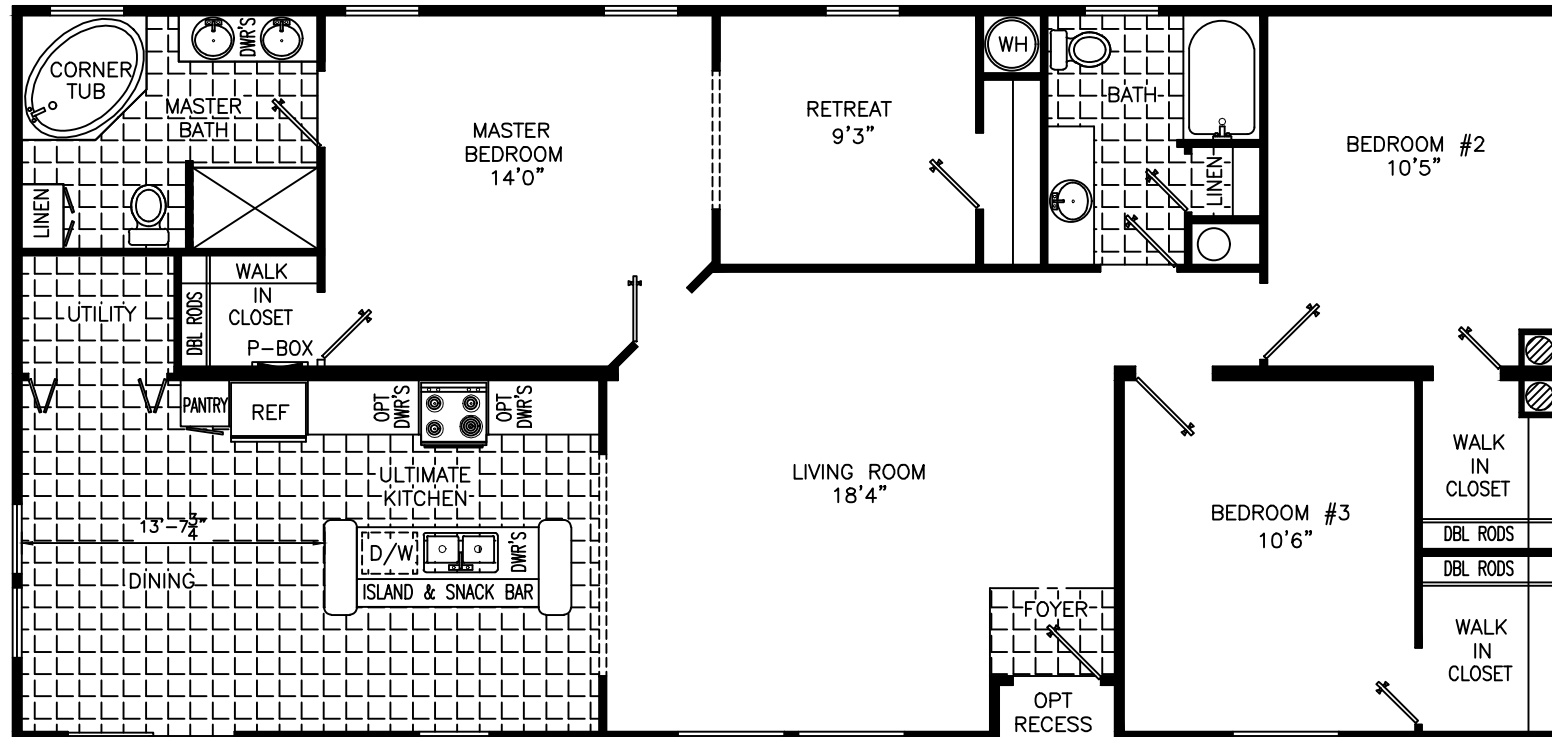 CORNER
TUB
DWR'S
MASTER
BATH
LINEN
MASTER
BEDROOM
14'0"
RETREAT
9'3"
WH
BATH
LINEN
BEDROOM #2
10'5"
UTILITY
DBL RODS
WALK
IN
CLOSET
P-BOX
PANTRY
REF
OPT
DWR'S
OPT
DWR'S
ULTIMATE
KITCHEN
13'-7¾"
DINING
D/W
DWR'S
ISLAND & SNACK BAR
LIVING ROOM
18'4"
FOYER
OPT
RECESS
BEDROOM #3
10'6"
WALK
IN
CLOSET
DBL RODS
DBL RODS
WALK
IN
CLOSET